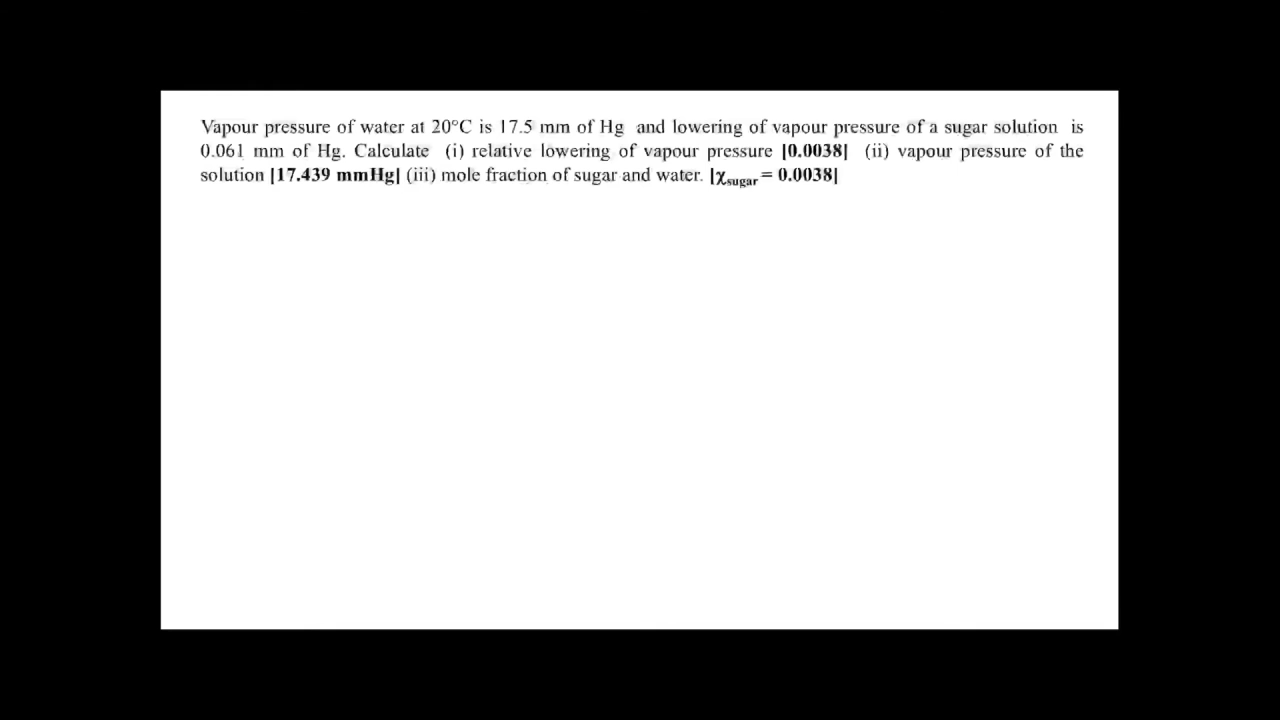 Vapour pressure of water at 20°C is 17.5 mm of Hg and lowering of vapour pressure of a sugar solution is
0.061 mm of Hg. Calculate (i) relative lowering of vapour pressure [0.0038] (ii) vapour pressure of the
solution [17.439 mmHg] (iii) mole fraction of sugar and water. [χsugar = 0.0038]